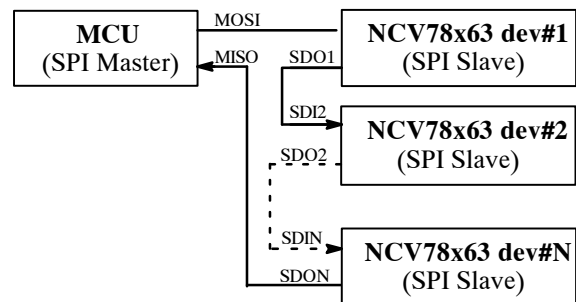 MCU
(SPI Master)
MOSI
MISO
NCV78x63 dev#1
(SPI Slave)
SDO1
SDI2
NCV78x63 dev#2
(SPI Slave)
SDO2
SDIN
NCV78x63 dev#N
(SPI Slave)
SDON